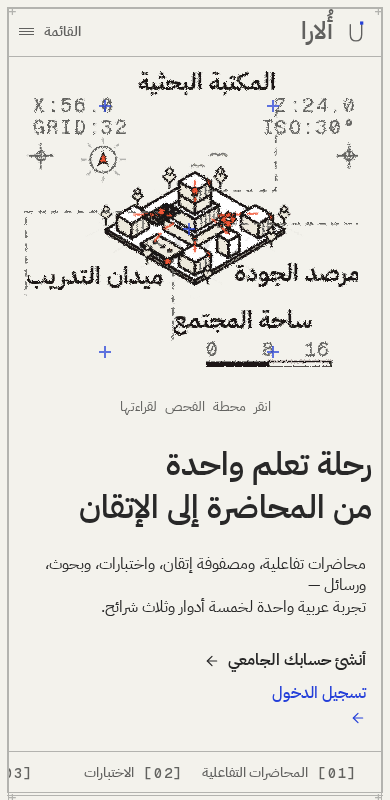 أُلارا
القائمة
المكتبة البحثية
X:56.0
Z:24.0
GRID:32
ISO:30°
مرصد الجودة
ميدان التدريب
ساحة المجتمع
0 8 16
انقر محطة الفحص لقراءتها
رحلة تعلم واحدة
من المحاضرة إلى الإتقان
محاضرات تفاعلية، ومصفوفة إتقان، واختبارات، وبحوث،
ورسائل —
تجربة عربية واحدة لخمسة أدوار وثلاث شرائح.
أنشئ حسابك الجامعي ←
تسجيل الدخول
←
[01] المحاضرات التفاعلية [02] الاختبارات 03]